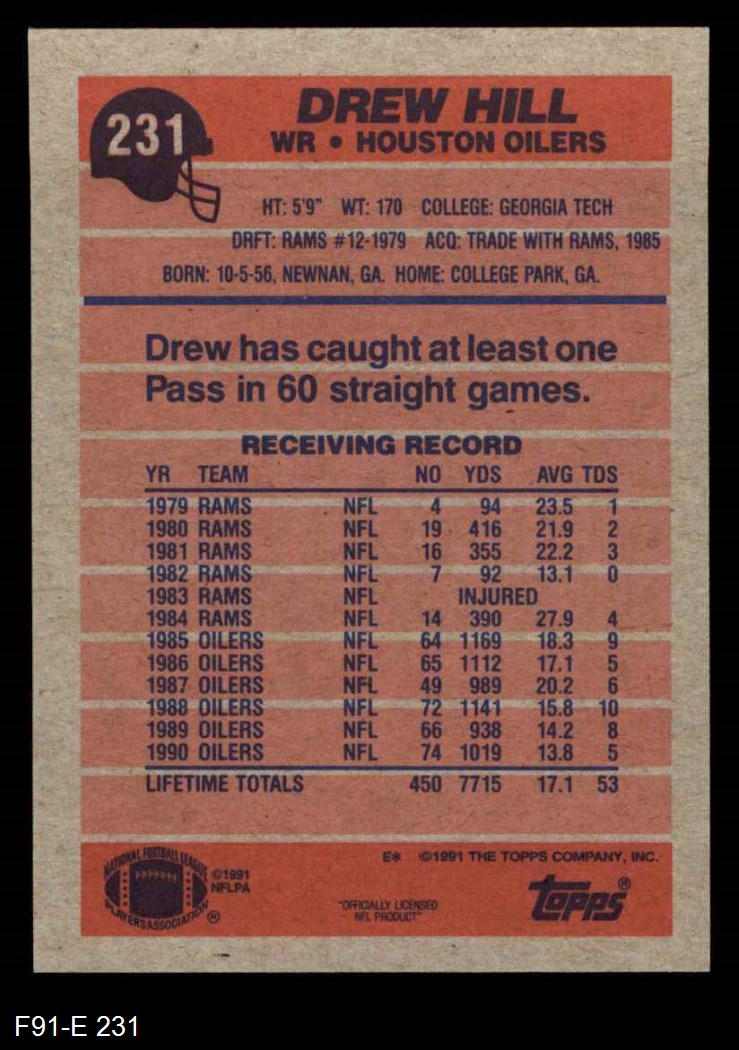 231
DREW HILL
WR • HOUSTON OILERS
HT: 5'9" WT: 170 COLLEGE: GEORGIA TECH
DRFT: RAMS #12-1979 ACQ: TRADE WITH RAMS, 1985
BORN: 10-5-56, NEWNAN, GA. HOME: COLLEGE PARK, GA.
Drew has caught at least one
Pass in 60 straight games.
RECEIVING RECORD
YR TEAM NO YDS AVG TDS
1979 RAMS NFL 4 94 23.5 1
1980 RAMS NFL 19 416 21.9 2
1981 RAMS NFL 16 355 22.2 3
1982 RAMS NFL 7 92 13.1 0
1983 RAMS NFL INJURED
1984 RAMS NFL 14 390 27.9 4
1985 OILERS NFL 64 1169 18.3 9
1986 OILERS NFL 65 1112 17.1 5
1987 OILERS NFL 49 989 20.2 6
1988 OILERS NFL 72 1141 15.8 10
1989 OILERS NFL 66 938 14.2 8
1990 OILERS NFL 74 1019 13.8 5
LIFETIME TOTALS 450 7715 17.1 53
E* ©1991 THE TOPPS COMPANY, INC.
NATIONAL FOOTBALL LEAGUE
PLAYERS ASSOCIATION ®
©1991
NFLPA
"OFFICIALLY LICENSED
NFL PRODUCT"
topps®
F91-E 231